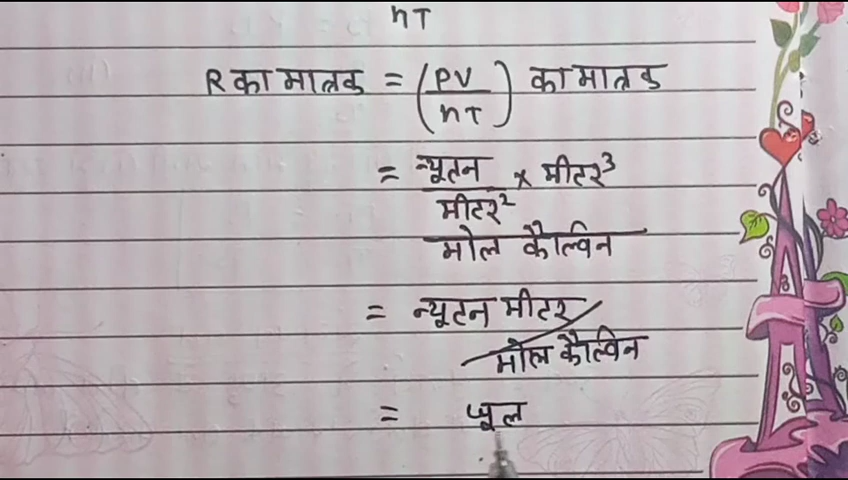 nT
R का मात्रक = (PV/nT) का मात्रक
= न्यूटन/मीटर² × मीटर³
मोल कैल्विन
= न्यूटन मीटर /
मोल कैल्विन
= जूल